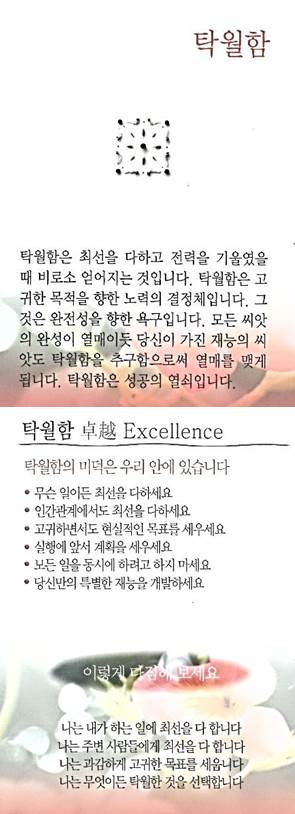 탁월함
탁월함은 최선을 다하고 전력을 기울였을
때 비로소 얻어지는 것입니다. 탁월함은 고
귀한 목적을 향한 노력의 결정체입니다. 그
것은 완전성을 향한 욕구입니다. 모든 씨앗
의 완성이 열매이듯 당신이 가진 재능의 씨
앗도 탁월함을 추구함으로써 열매를 맺게
됩니다. 탁월함은 성공의 열쇠입니다.
탁월함 卓越 Excellence
탁월함의 미덕은 우리 안에 있습니다
• 무슨 일이든 최선을 다하세요
• 인간관계에서도 최선을 다하세요
• 고귀하면서도 현실적인 목표를 세우세요
• 실행에 앞서 계획을 세우세요
• 모든 일을 동시에 하려고 하지 마세요
• 당신만의 특별한 재능을 개발하세요
이렇게 다짐해 보세요
나는 내가 하는 일에 최선을 다 합니다
나는 주변 사람들에게 최선을 다 합니다
나는 과감하게 고귀한 목표를 세웁니다
나는 무엇이든 탁월한 것을 선택합니다